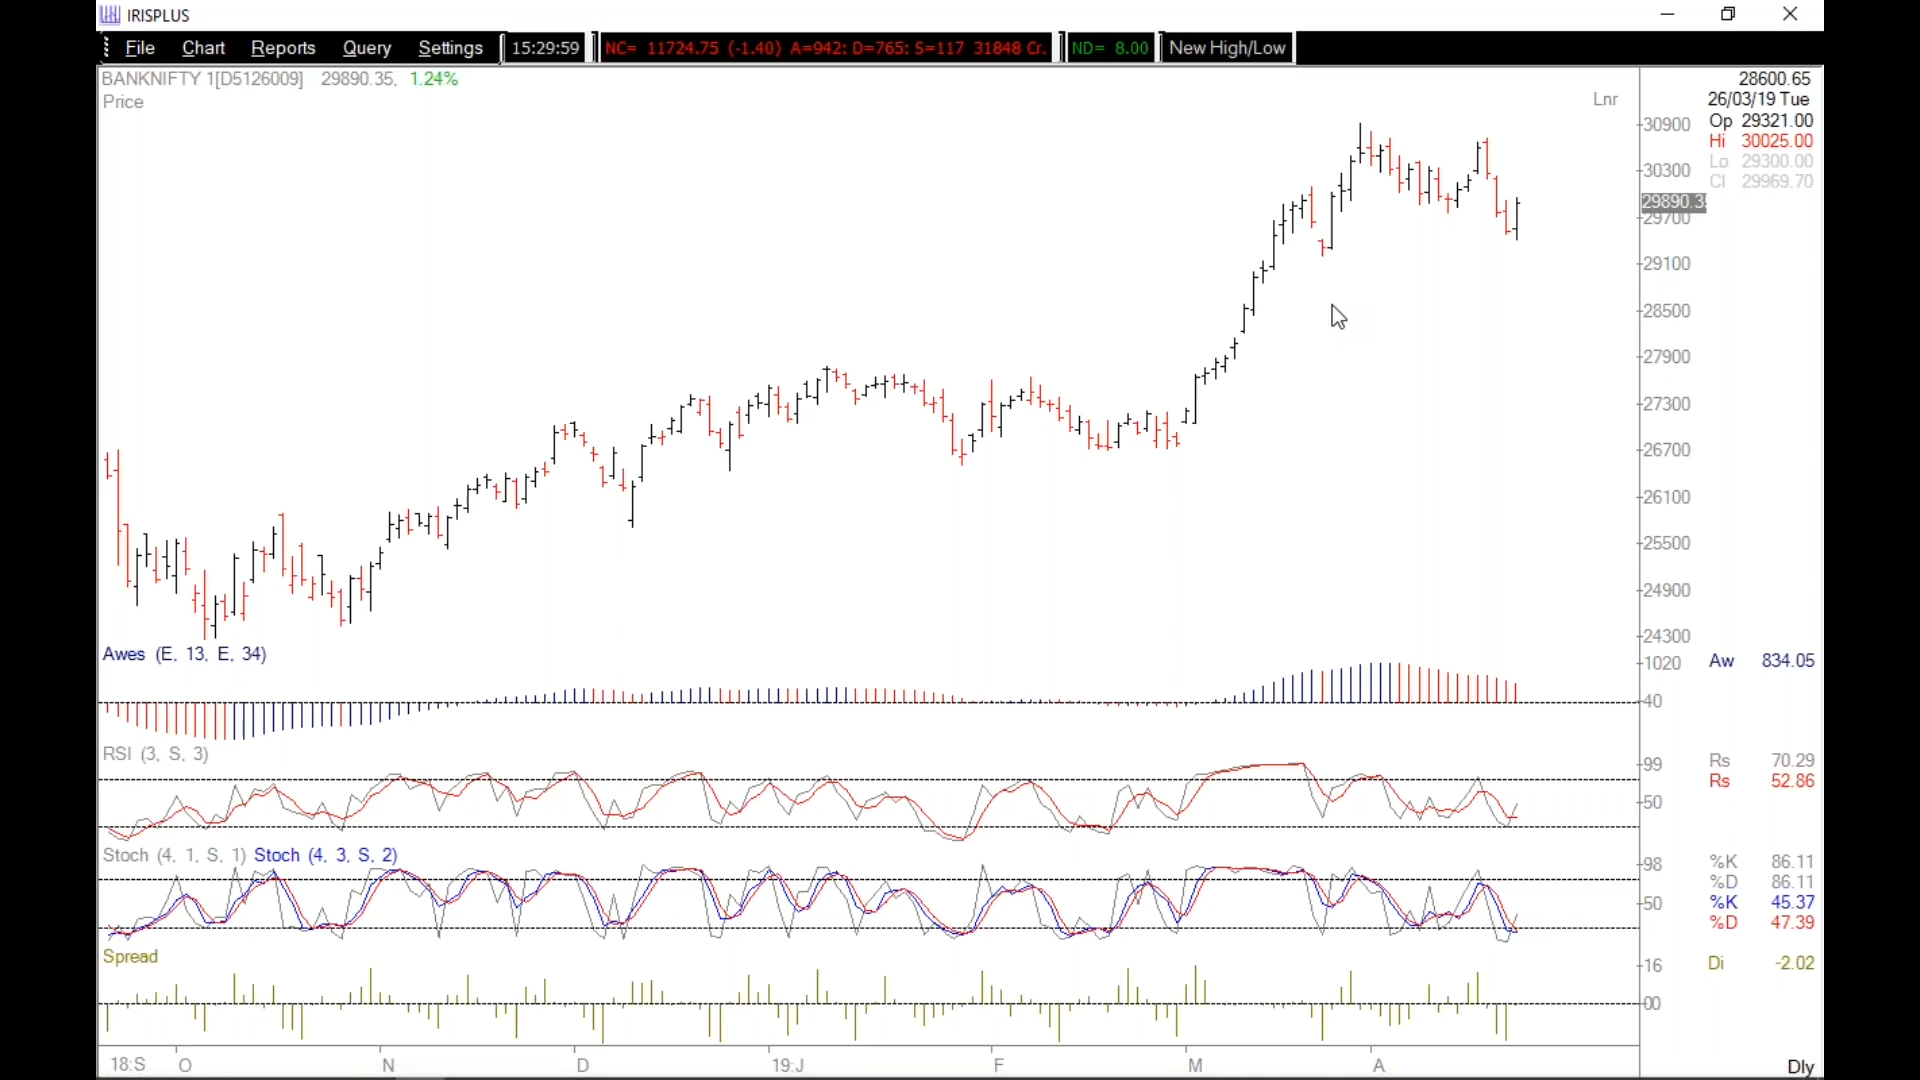 IRISPLUS
File Chart Reports Query Settings 15:29:59 NC= 11724.75 (-1.40) A=942: D=765: S=117 31848 Cr. ND= 8.00 New High/Low
BANKNIFTY 1[D5126009] 29890.35, 1.24%
Price
Lnr
28600.65
26/03/19 Tue
Op 29321.00
Hi 30025.00
Lo 29300.00
Cl 29969.70
30900
30300
29890.35
29700
29100
28500
27900
27300
26700
26100
25500
24900
24300
Awes (E, 13, E, 34)
1020
40
Aw 834.05
RSI (3, S, 3)
99
50
Rs 70.29
Rs 52.86
Stoch (4, 1, S, 1) Stoch (4, 3, S, 2)
98
50
%K 86.11
%D 86.11
%K 45.37
%D 47.39
Spread
16
00
Di -2.02
18:S O N D 19:J F M A
Dly